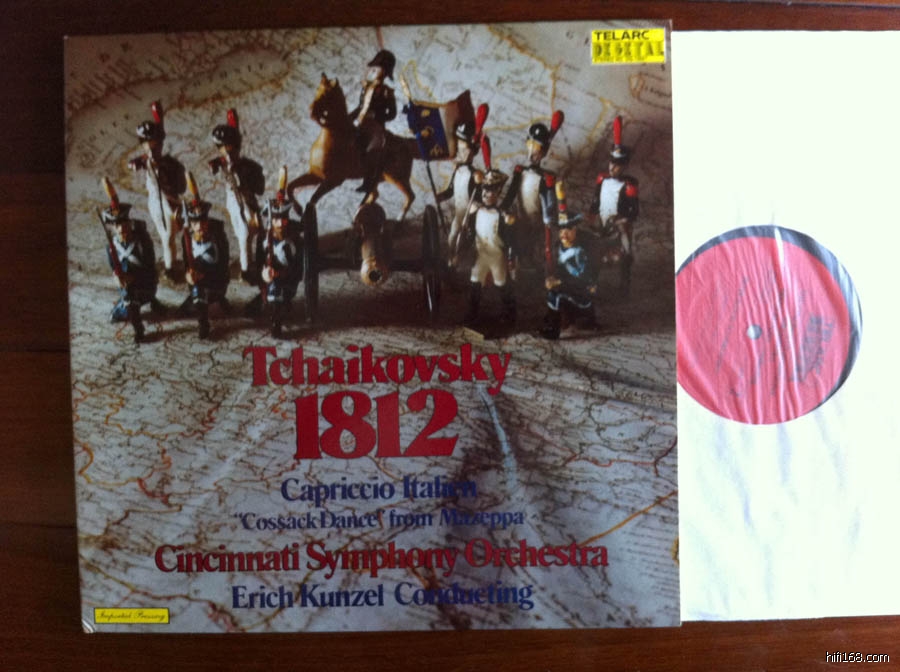 TELARC
DIGITAL
Tchaikovsky
1812
Capriccio Italien
"Cossack Dance" from Mazeppa
Cincinnati Symphony Orchestra
Erich Kunzel Conducting
Imported Pressing
hifi168.com